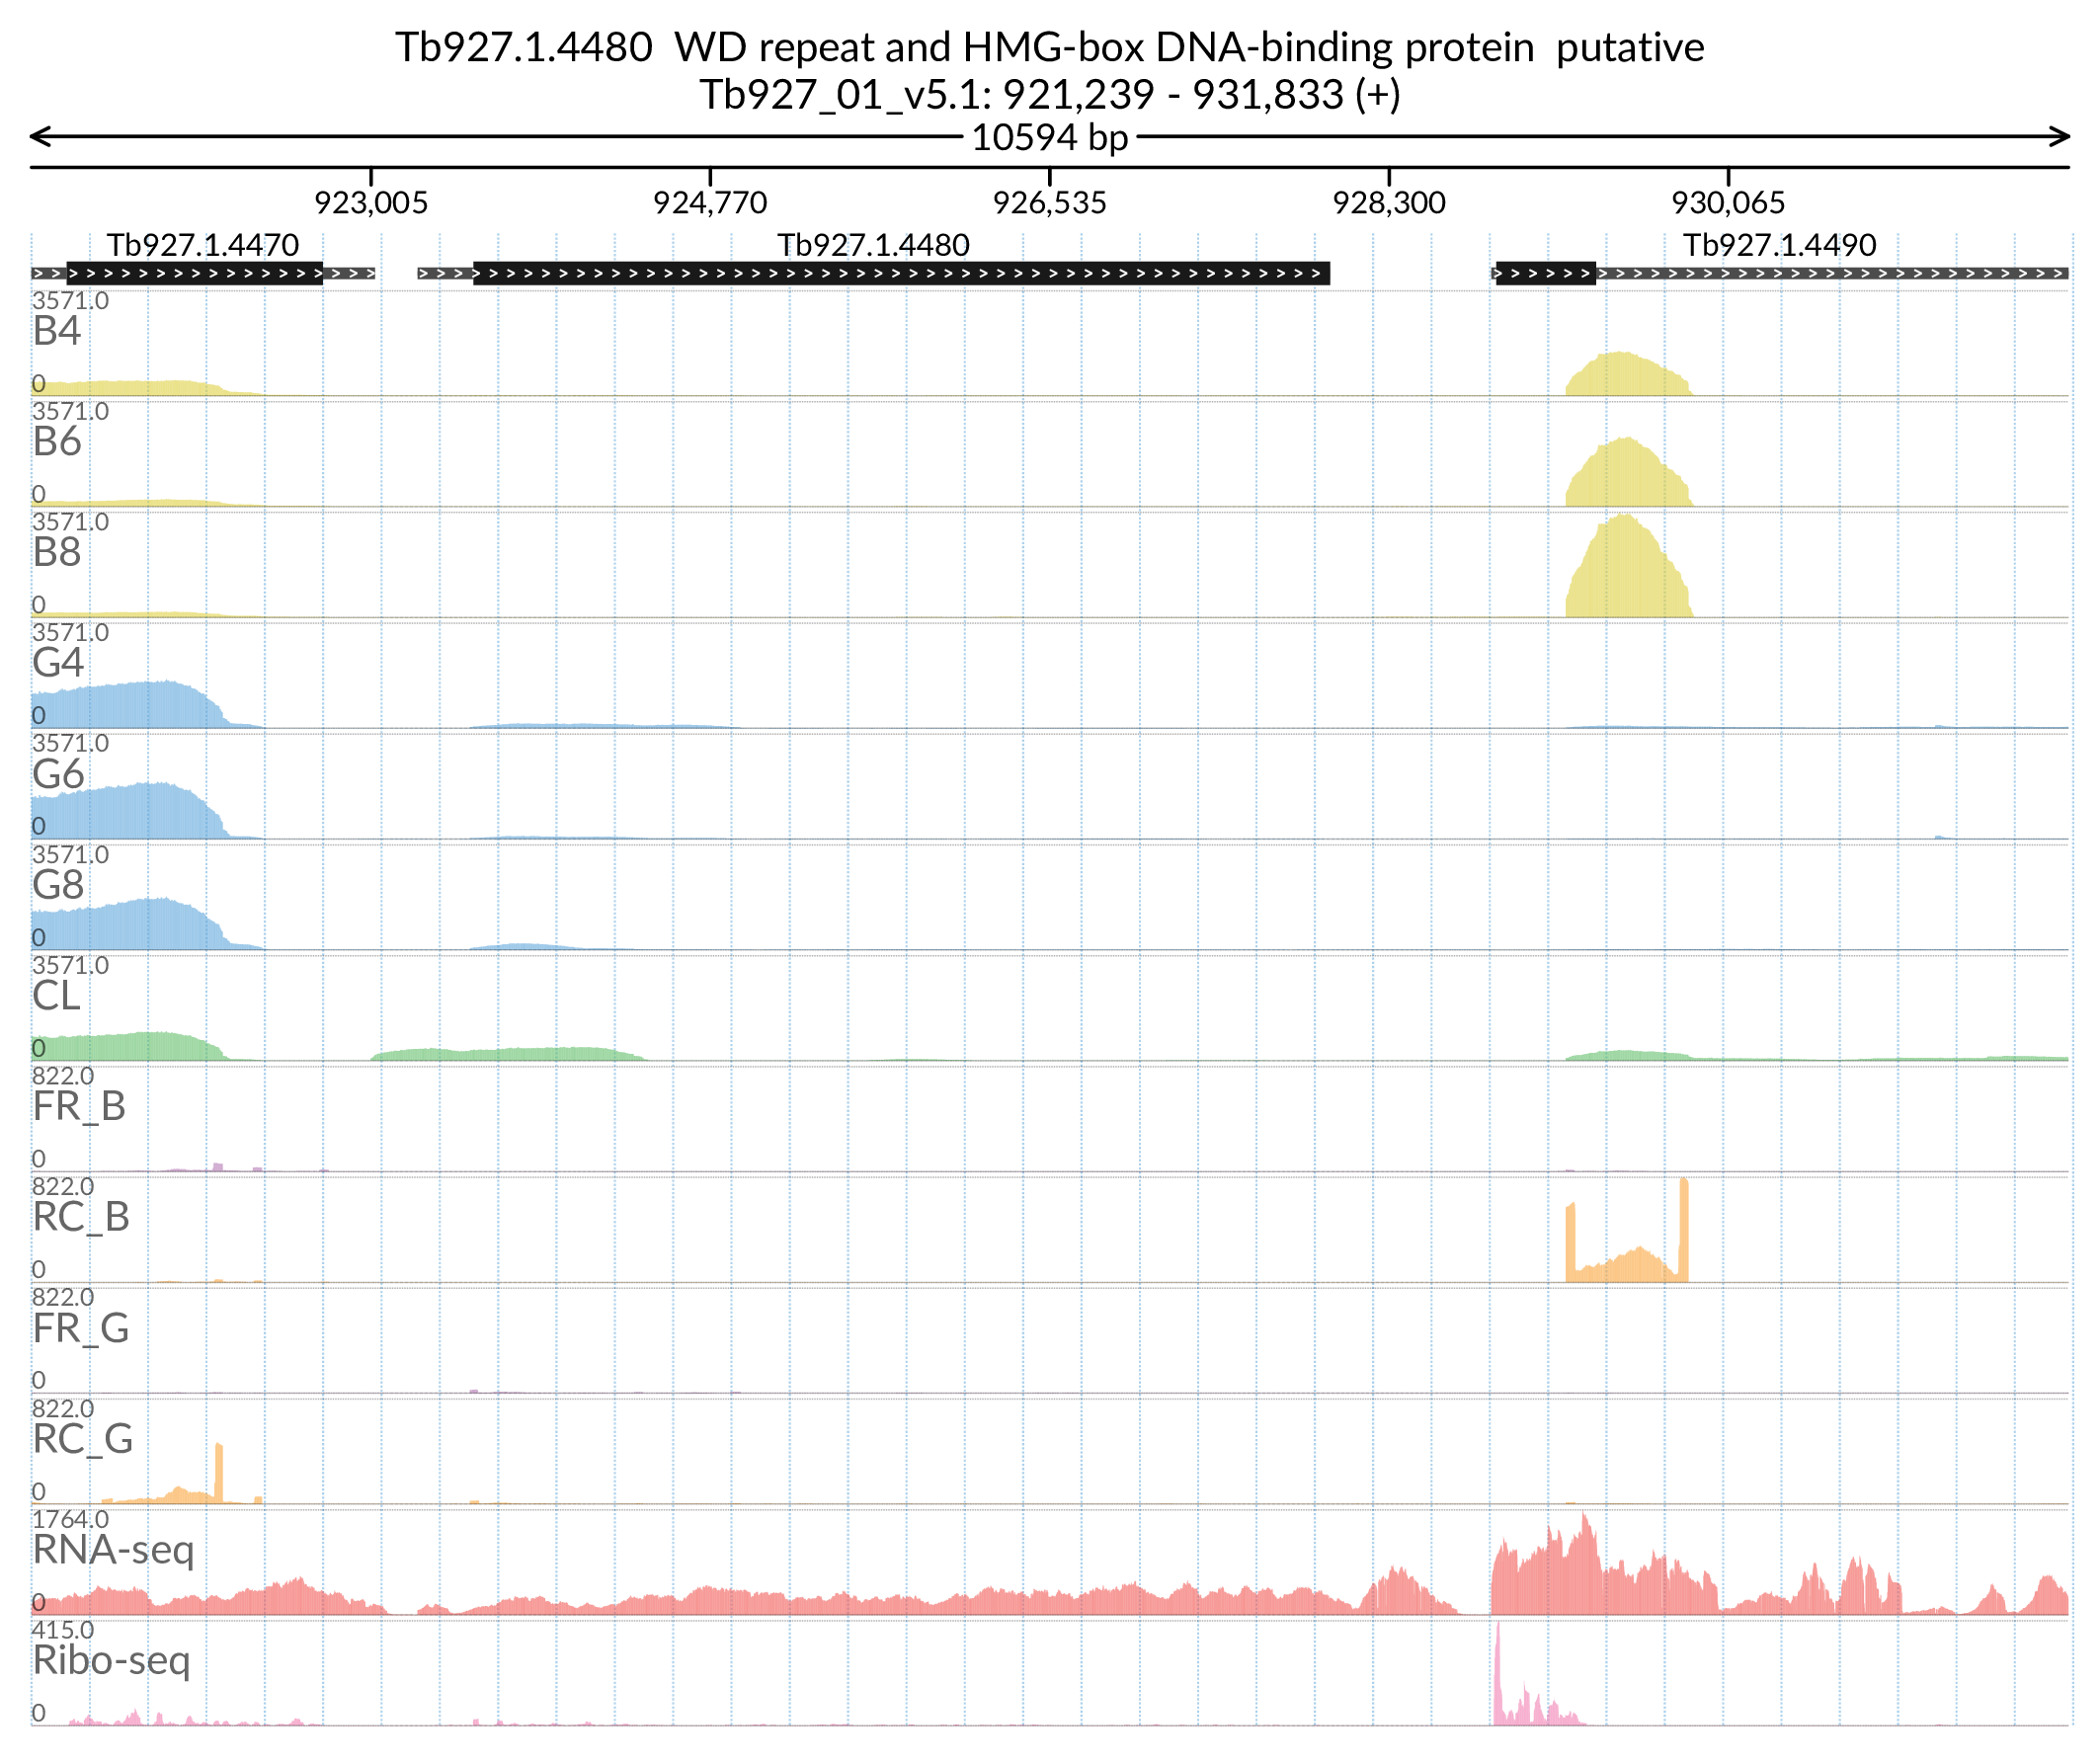 Tb927.1.4480 WD repeat and HMG-box DNA-binding protein putative
Tb927_01_v5.1: 921,239 - 931,833 (+)
10594 bp
923,005 924,770 926,535 928,300 930,065
Tb927.1.4470 Tb927.1.4480 Tb927.1.4490
3571.0
B4
0
3571.0
B6
0
3571.0
B8
0
3571.0
G4
0
3571.0
G6
0
3571.0
G8
0
3571.0
CL
0
822.0
FR_B
0
822.0
RC_B
0
822.0
FR_G
0
822.0
RC_G
0
1764.0
RNA-seq
0
415.0
Ribo-seq
0